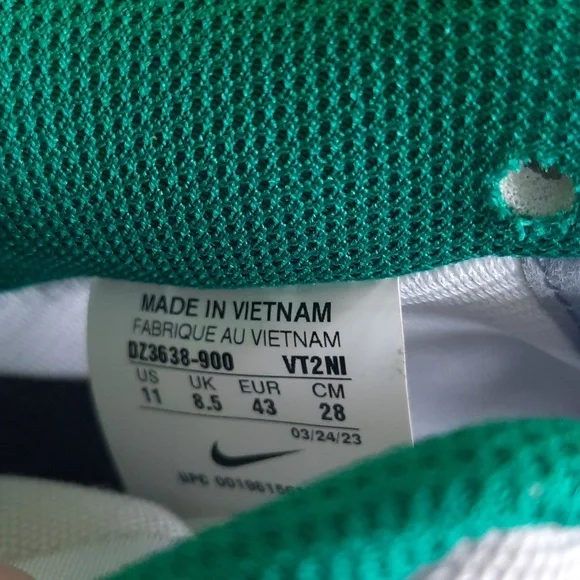 MADE IN VIETNAM
FABRIQUE AU VIETNAM
DZ3638-900 VT2NI
US UK EUR CM
11 8.5 43 28
03/24/23
UPC